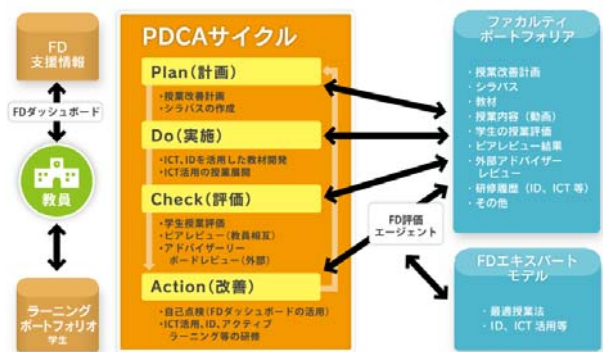 FD
支援情報
FDダッシュボード
教員
ラーニング
ポートフォリオ
学生
PDCAサイクル
Plan(計画)
・授業改善計画
・シラバスの作成
Do(実施)
・ICT、IDを活用した教材開発
・ICT活用の授業展開
Check(評価)
・学生授業評価
・ピアレビュー(教員相互)
・アドバイザーリー
ボードレビュー(外部)
Action(改善)
・自己点検(FDダッシュボードの活用)
・ICT活用、ID、アクティブ
ラーニング等の研修
FD評価
エージェント
ファカルティ
ポートフォリア
・授業改善計画
・シラバス
・教材
・授業内容（動画）
・学生の授業評価
・ピアレビュー結果
・外部アドバイザー
レビュー
・研修履歴（ID、ICT 等）
・その他
FDエキスパート
モデル
・最適授業法
・ID、ICT 活用等